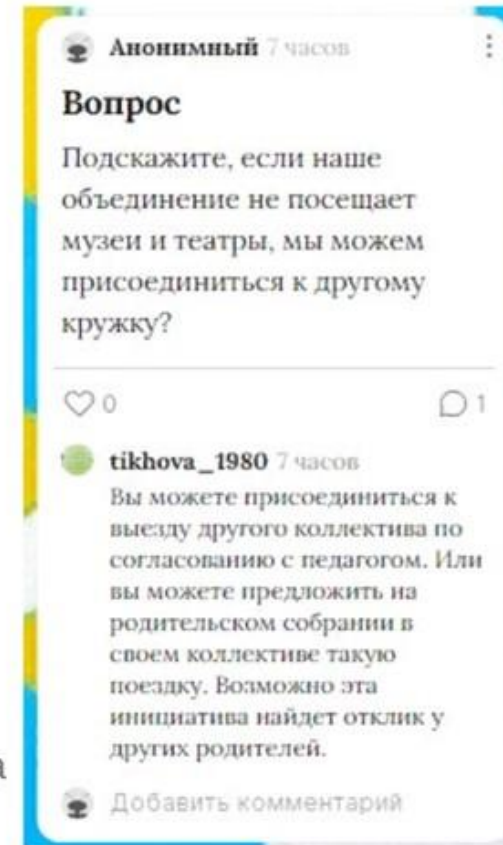 Анонимный 7 часов
Вопрос
Подскажите, если наше
объединение не посещает
музеи и театры, мы можем
присоединиться к другому
кружку?
0 1
tikhova_1980 7 часов
Вы можете присоединиться к
выезду другого коллектива по
согласованию с педагогом. Или
вы можете предложить на
родительском собрании в
своем коллективе такую
поездку. Возможно эта
инициатива найдет отклик у
других родителей.
а
Добавить комментарий